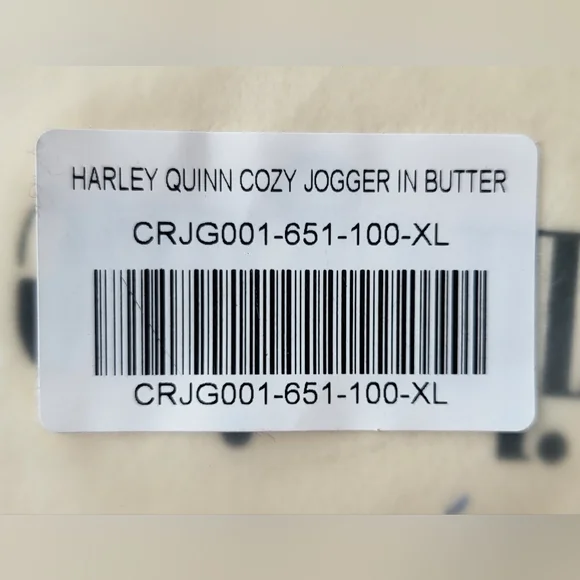 HARLEY QUINN COZY JOGGER IN BUTTER
CRJG001-651-100-XL
CRJG001-651-100-XL